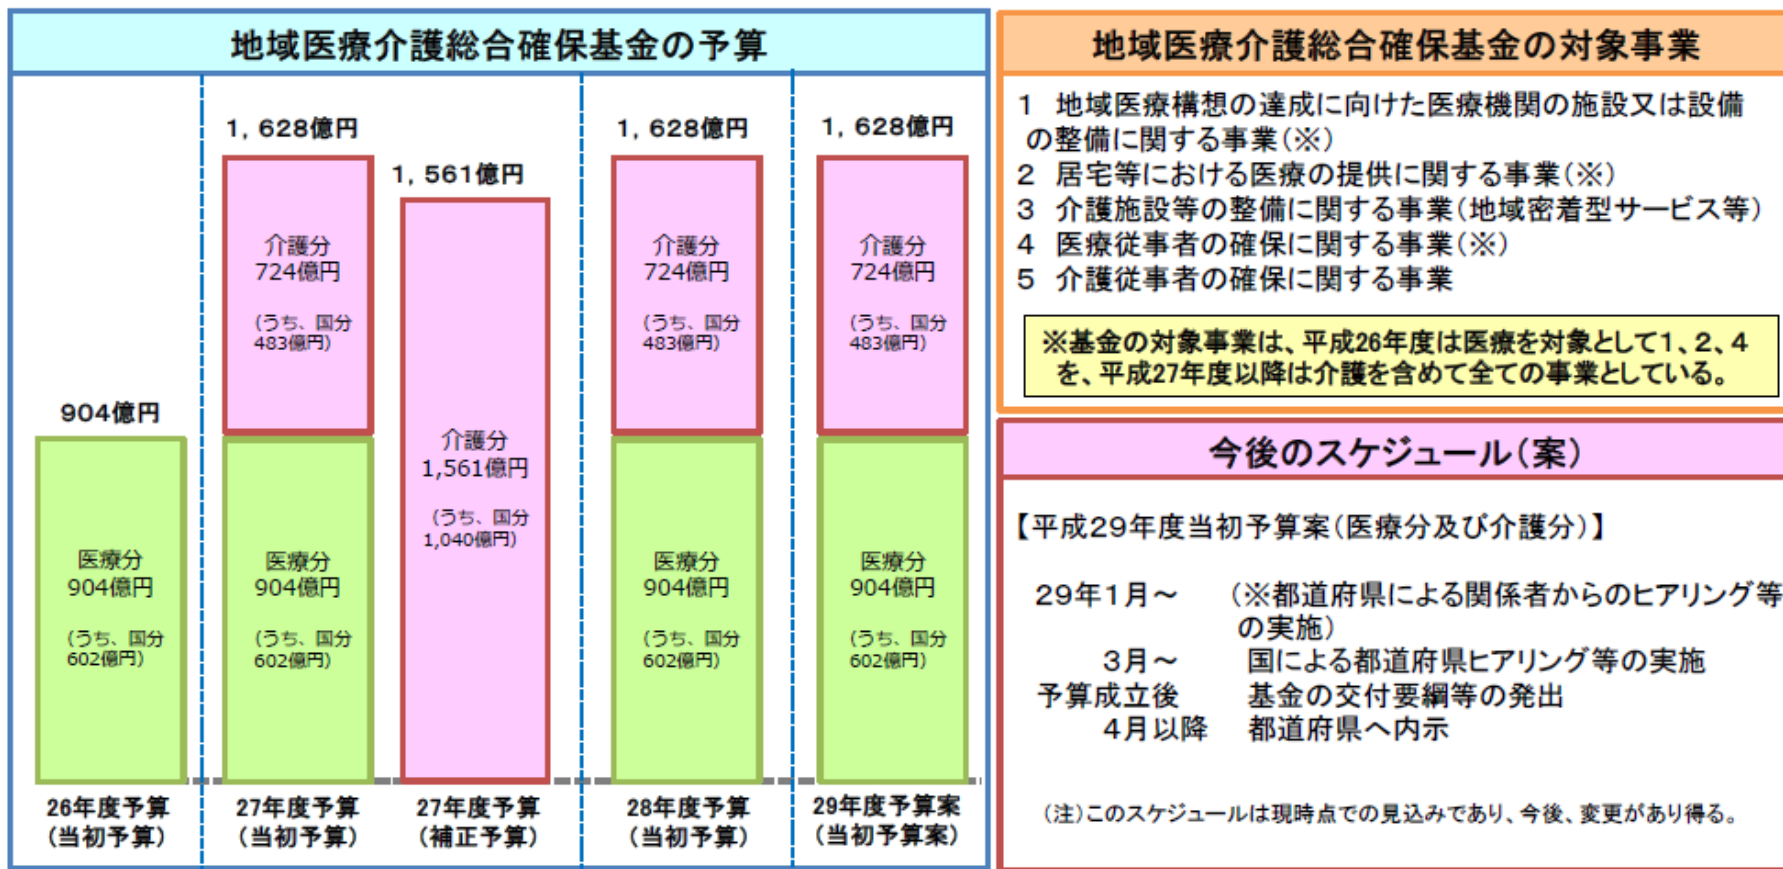 地域医療介護総合確保基金の予算
904億円
医療分
904億円
(うち、国分
602億円)
26年度予算
(当初予算)
1,628億円
介護分
724億円
(うち、国分
483億円)
医療分
904億円
(うち、国分
602億円)
27年度予算
(当初予算)
1,561億円
介護分
1,561億円
(うち、国分
1,040億円)
27年度予算
(補正予算)
1,628億円
介護分
724億円
(うち、国分
483億円)
医療分
904億円
(うち、国分
602億円)
28年度予算
(当初予算)
1,628億円
介護分
724億円
(うち、国分
483億円)
医療分
904億円
(うち、国分
602億円)
29年度予算案
(当初予算案)
地域医療介護総合確保基金の対象事業
1 地域医療構想の達成に向けた医療機関の施設又は設備
の整備に関する事業(※)
2 居宅等における医療の提供に関する事業(※)
3 介護施設等の整備に関する事業(地域密着型サービス等)
4 医療従事者の確保に関する事業(※)
5 介護従事者の確保に関する事業
※基金の対象事業は、平成26年度は医療を対象として1、2、4
を、平成27年度以降は介護を含めて全ての事業としている。
今後のスケジュール(案)
【平成29年度当初予算案(医療分及び介護分)】
29年1月~ (※都道府県による関係者からのヒアリング等
の実施)
3月~ 国による都道府県ヒアリング等の実施
予算成立後 基金の交付要綱等の発出
4月以降 都道府県へ内示
(注)このスケジュールは現時点での見込みであり、今後、変更があり得る。